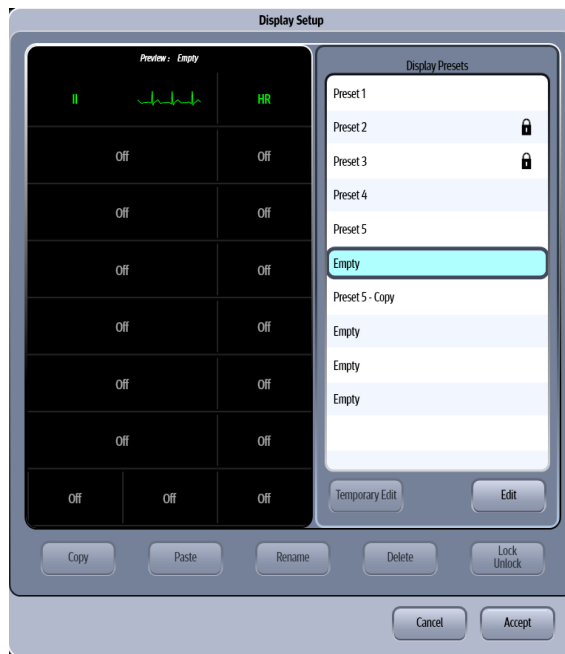 Display Setup
Preview : Empty
II HR
Off Off
Off Off
Off Off
Off Off
Off Off
Off Off
Off Off Off
Display Presets
Preset 1
Preset 2
Preset 3
Preset 4
Preset 5
Empty
Preset 5 - Copy
Empty
Empty
Empty
Temporary Edit Edit
Copy Paste Rename Delete Lock
Unlock
Cancel Accept